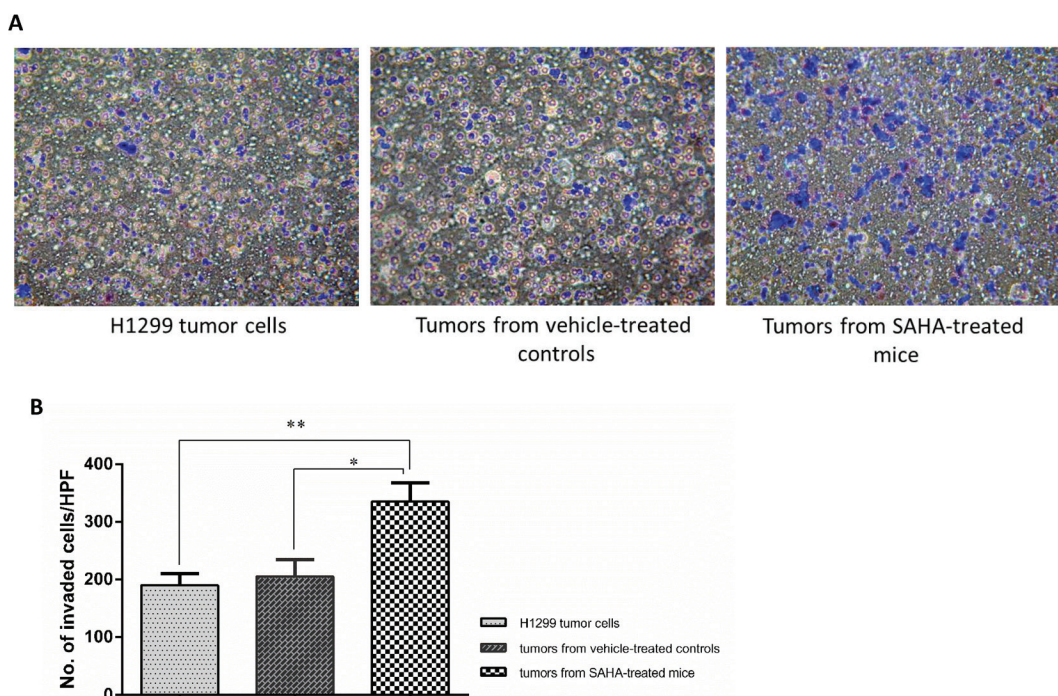 A
H1299 tumor cells
Tumors from vehicle-treated
controls
Tumors from SAHA-treated
mice
B
No. of invaded cells/HPF
400
300
200
100
0
**
*
H1299 tumor cells
tumors from vehicle-treated controls
tumors from SAHA-treated mice